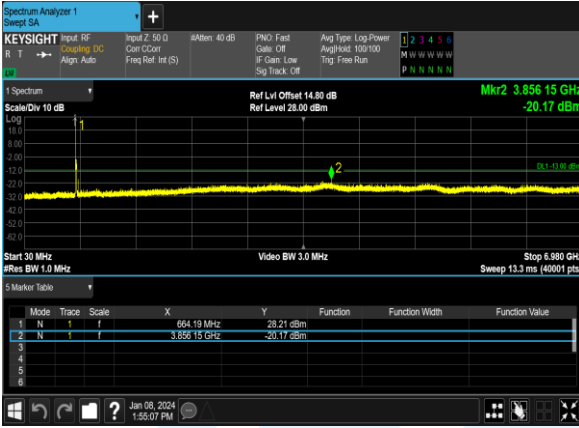 Spectrum Analyzer 1
Swept SA
KEYSIGHT Input: RF Input Z: 50 Ω #Atten: 40 dB PNO: Fast Avg Type: Log-Power 1 2 3 4 5 6
R T Coupling: DC Corr CCorr Gate: Off Avg|Hold: 100/100 M W W W W W
Align: Auto Freq Ref: Int (S) IF Gain: Low Trig: Free Run
Sig Track: Off P N N N N N
LM
1 Spectrum Ref Lvl Offset 14.80 dB Mkr2 3.856 15 GHz
Scale/Div 10 dB Ref Level 28.00 dBm -20.17 dBm
Log
18.0
8.00
-2.00
-12.0
-22.0
-32.0
-42.0
-52.0
-62.0
1
2
DL1 -13.00 dBm
Start 30 MHz Video BW 3.0 MHz Stop 6.980 GHz
#Res BW 1.0 MHz Sweep 13.3 ms (40001 pts
5 Marker Table
Mode Trace Scale X Y Function Function Width Function Value
1 N 1 f 664.19 MHz 28.21 dBm
2 N 1 f 3.856 15 GHz -20.17 dBm
3
4
5
6
? Jan 08, 2024
1:55:07 PM